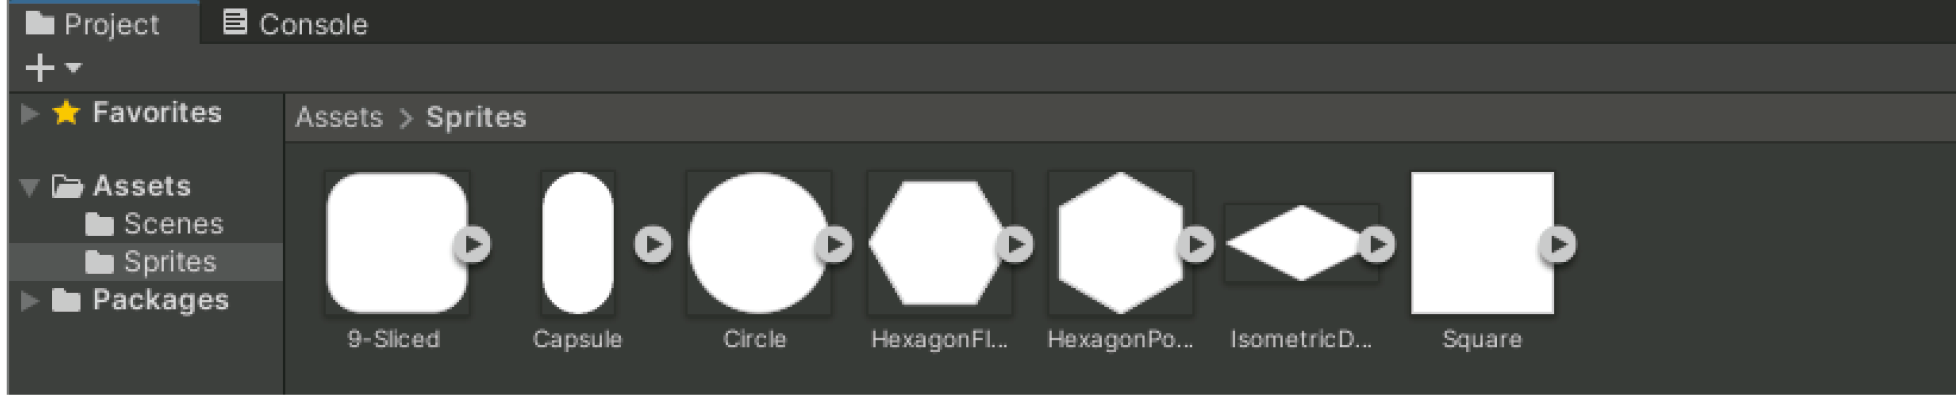 Project
Console
Favorites
Assets > Sprites
Assets
Scenes
Sprites
Packages
9-Sliced
Capsule
Circle
HexagonFl...
HexagonPo...
IsometricD...
Square